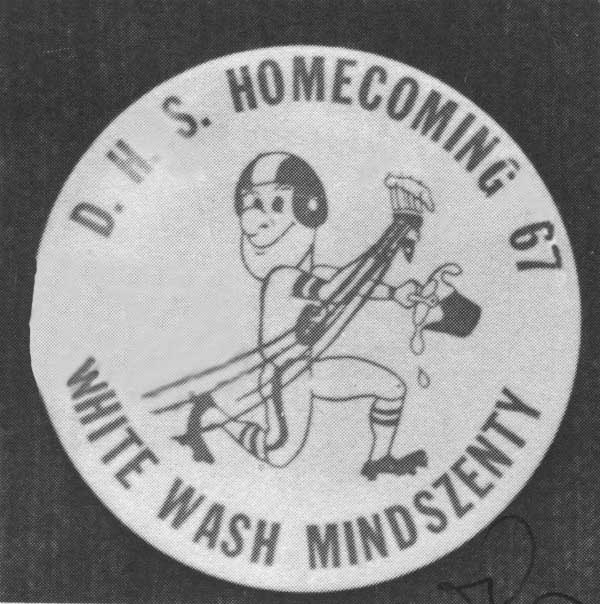 D. H. S. HOMECOMING 67
WHITE WASH MINDSZENTY